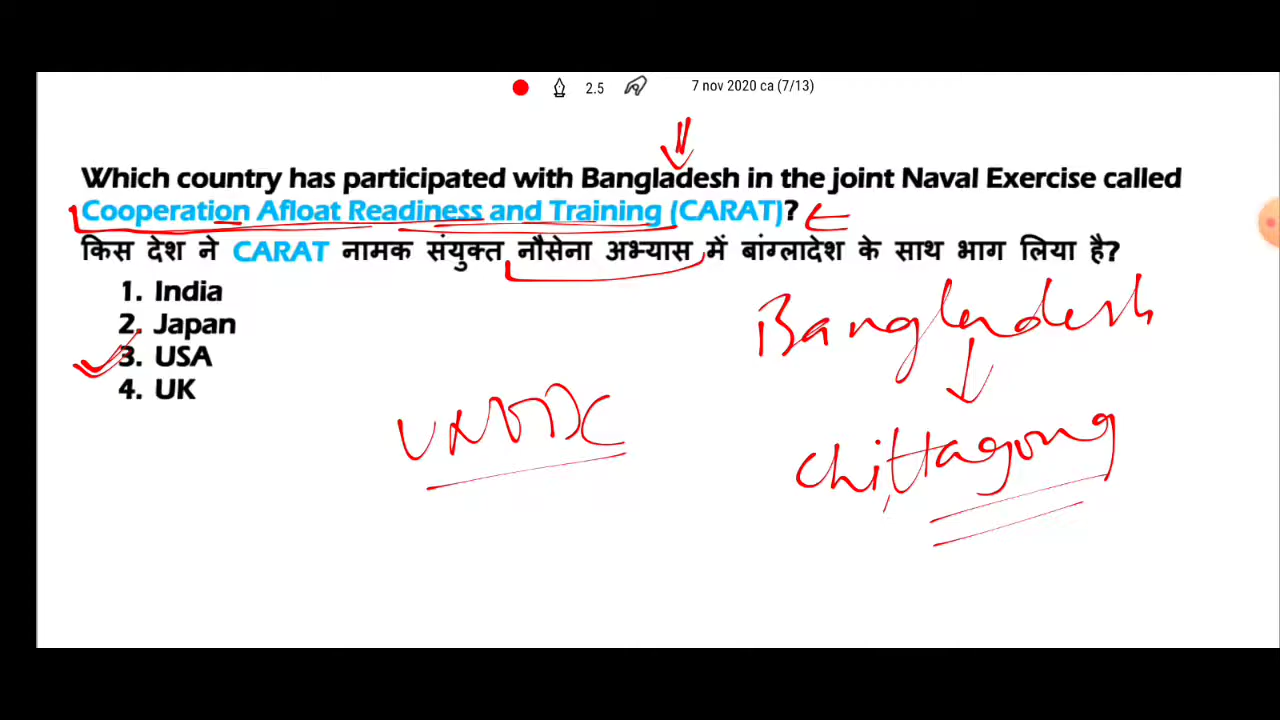 2.5 7 nov 2020 ca (7/13)
Which country has participated with Bangladesh in the joint Naval Exercise called
Cooperation Afloat Readiness and Training (CARAT)?
किस देश ने CARAT नामक संयुक्त नौसेना अभ्यास में बांग्लादेश के साथ भाग लिया है?
1. India
2. Japan
3. USA
4. UK
Bangladesh
UNODC
Chittagong